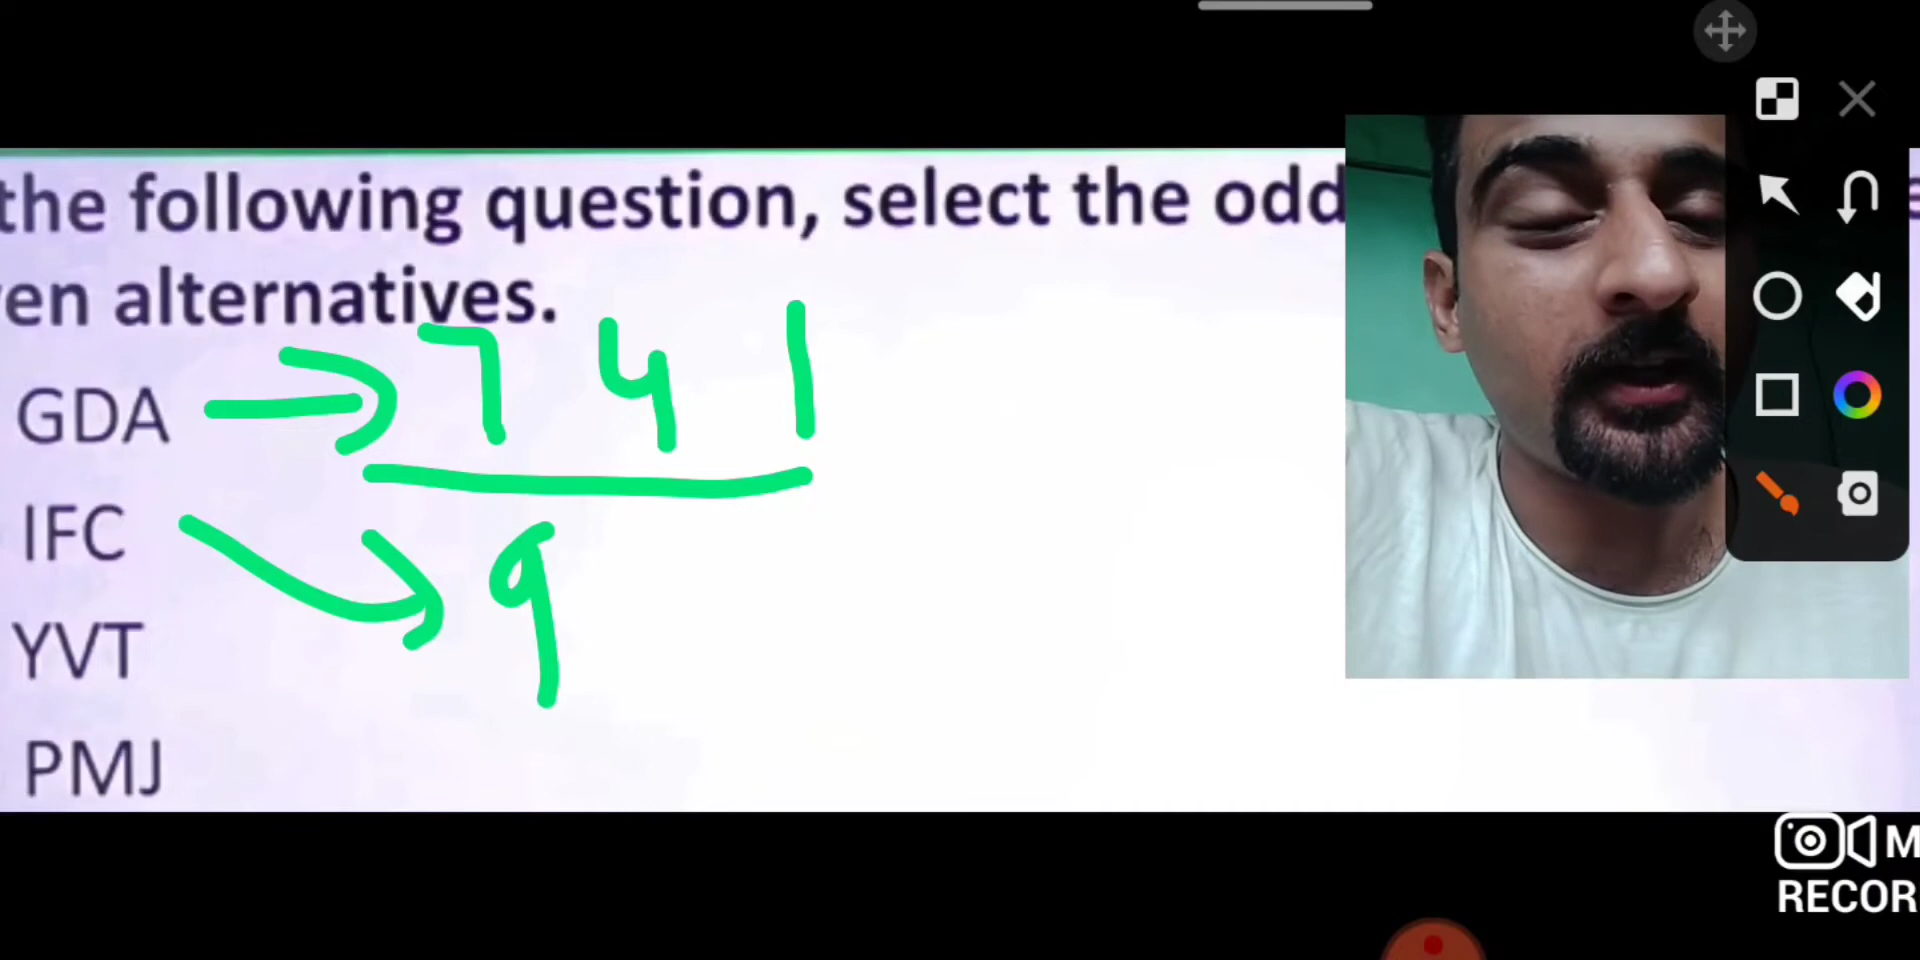 the following question, select the odd
en alternatives.
GDA → 7 4 1
IFC → 9
YVT
PMJ
M
RECOR